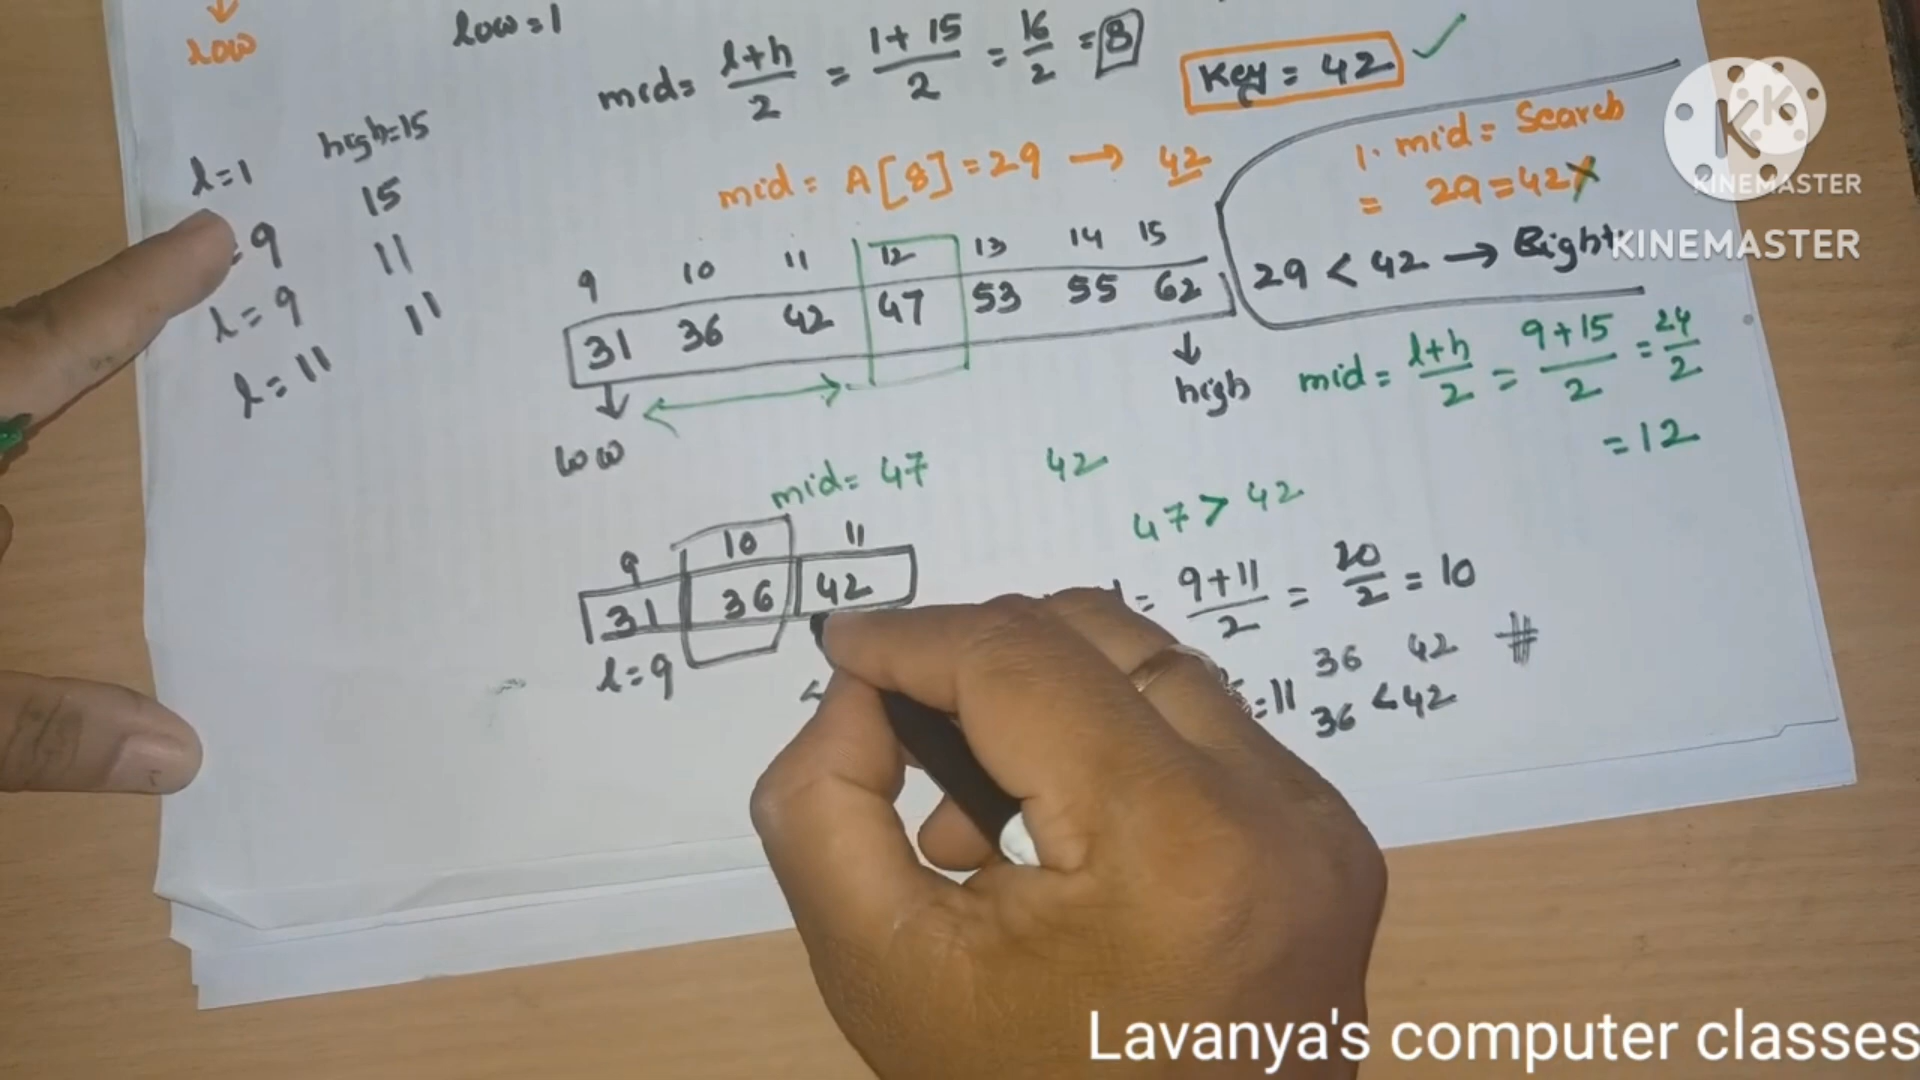 low
low=1
mid= l+h/2 = 1+15/2 = 16/2 = 8
Key = 42 ✓
l=1 high=15
=9 15
l=9 11
l=11 11
mid= A[8]=29 → 42
1. mid= Search
= 29=42 X
29 < 42 → Right
9 10 11 12 13 14 15
31 36 42 47 53 55 62
low
high
mid= l+h/2 = 9+15/2 = 24/2
=12
mid= 47 42
47 > 42
9 10 11
31 36 42
l=9
= 9+11/2 = 20/2 = 10
36 42 #
=11 36 < 42
KINEMASTER
KINEMASTER
Lavanya's computer classes